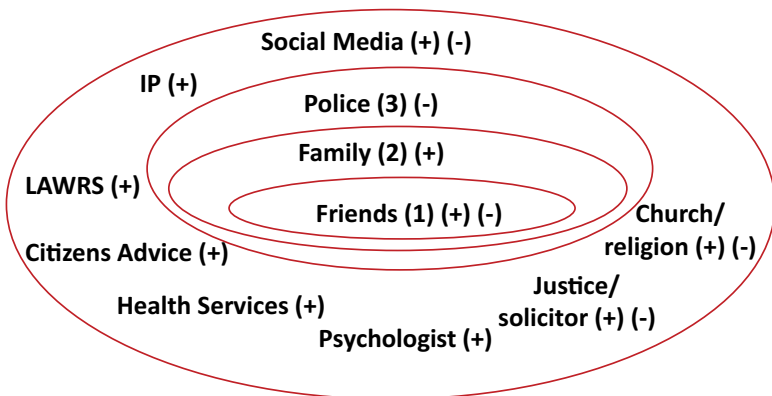 Social Media (+) (-)
IP (+)
Police (3) (-)
Family (2) (+)
LAWRS (+)
Friends (1) (+) (-)
Church/
religion (+) (-)
Citizens Advice (+)
Justice/
solicitor (+) (-)
Health Services (+)
Psychologist (+)